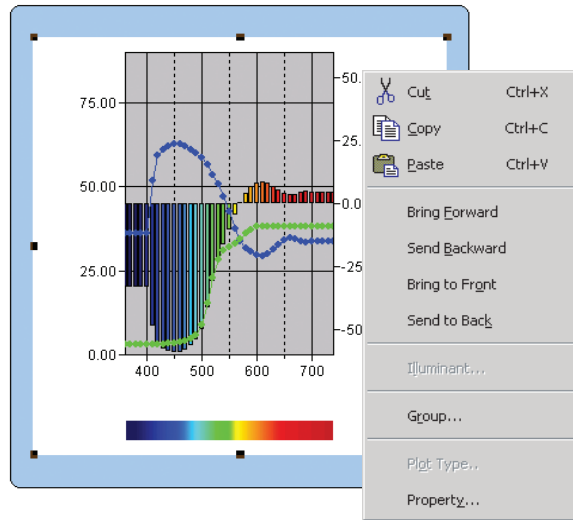 75.00
50.00
25.00
0.00
400 500 600 700
50.
25.
0.0
-25
-50
Cut Ctrl+X
Copy Ctrl+C
Paste Ctrl+V
Bring Forward
Send Backward
Bring to Front
Send to Back
Illuminant...
Group...
Plot Type..
Property...